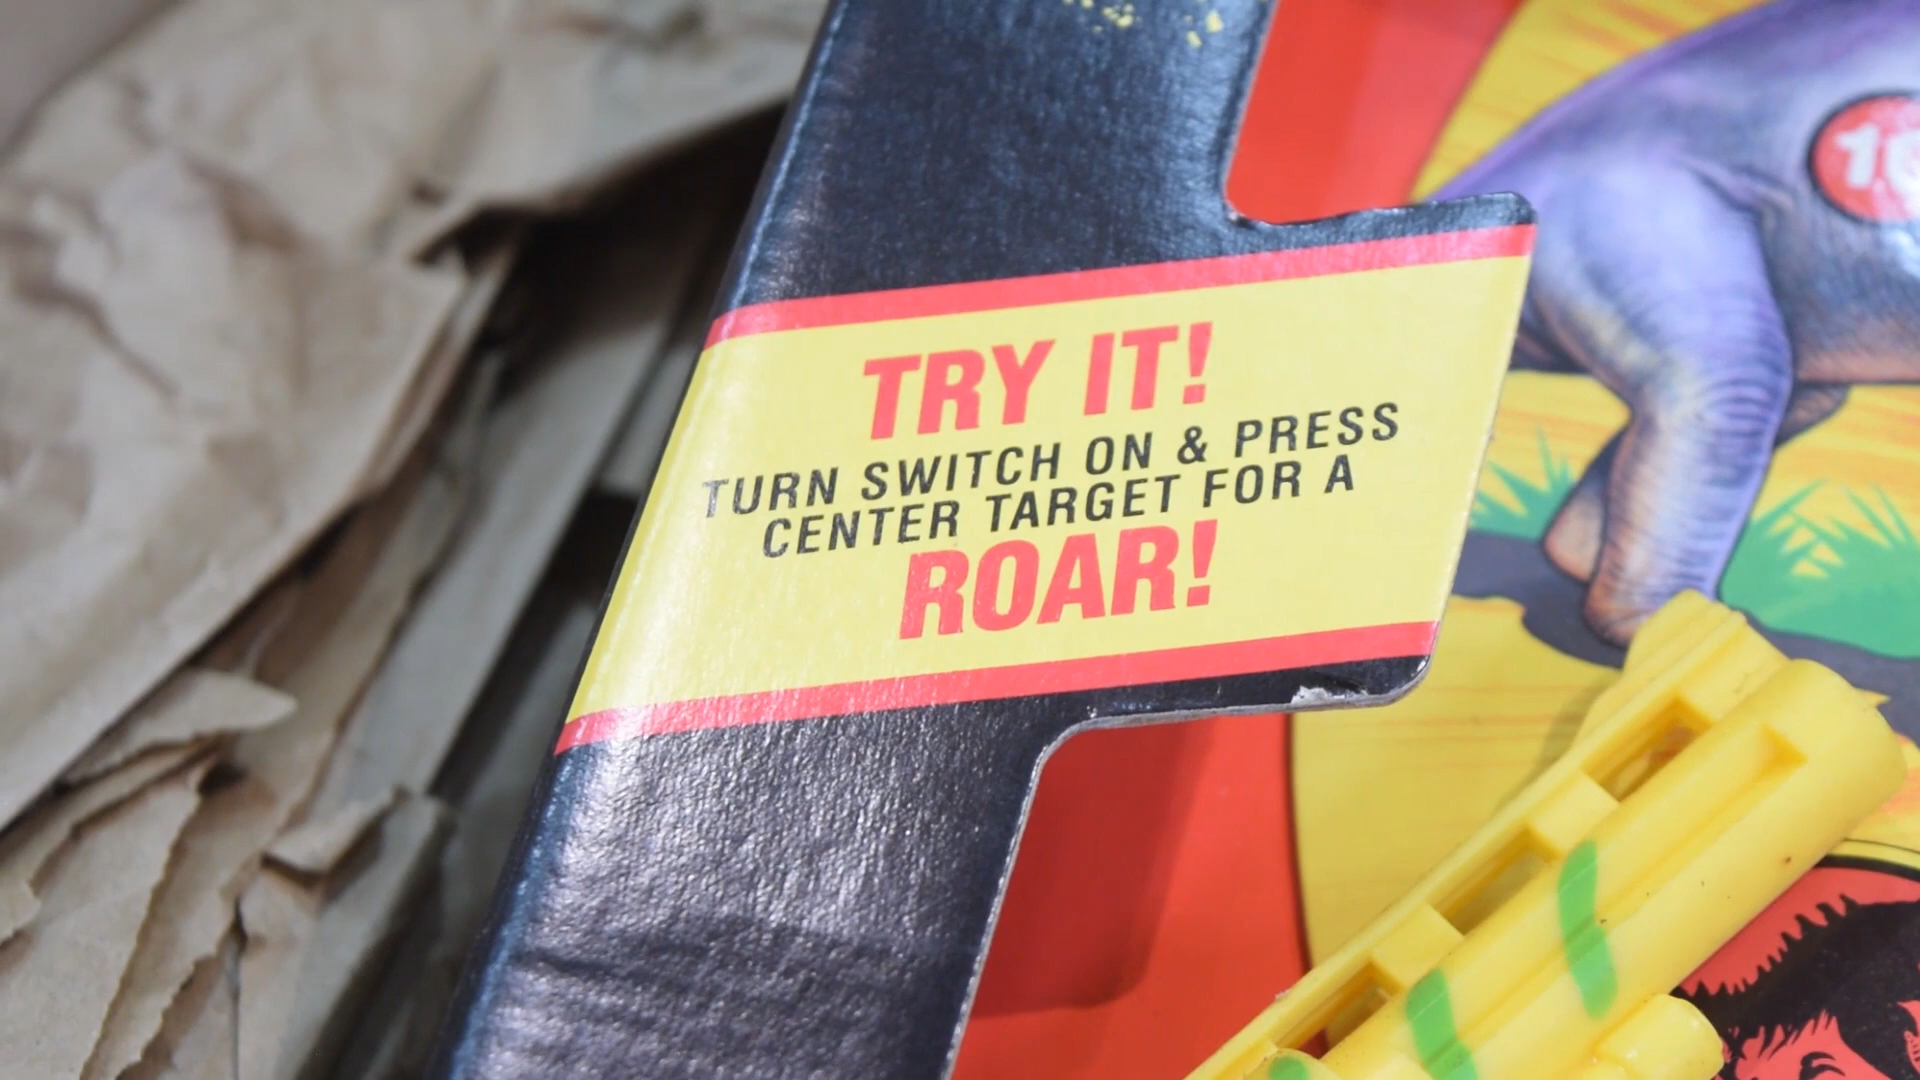 TRY IT!
TURN SWITCH ON & PRESS
CENTER TARGET FOR A
ROAR!